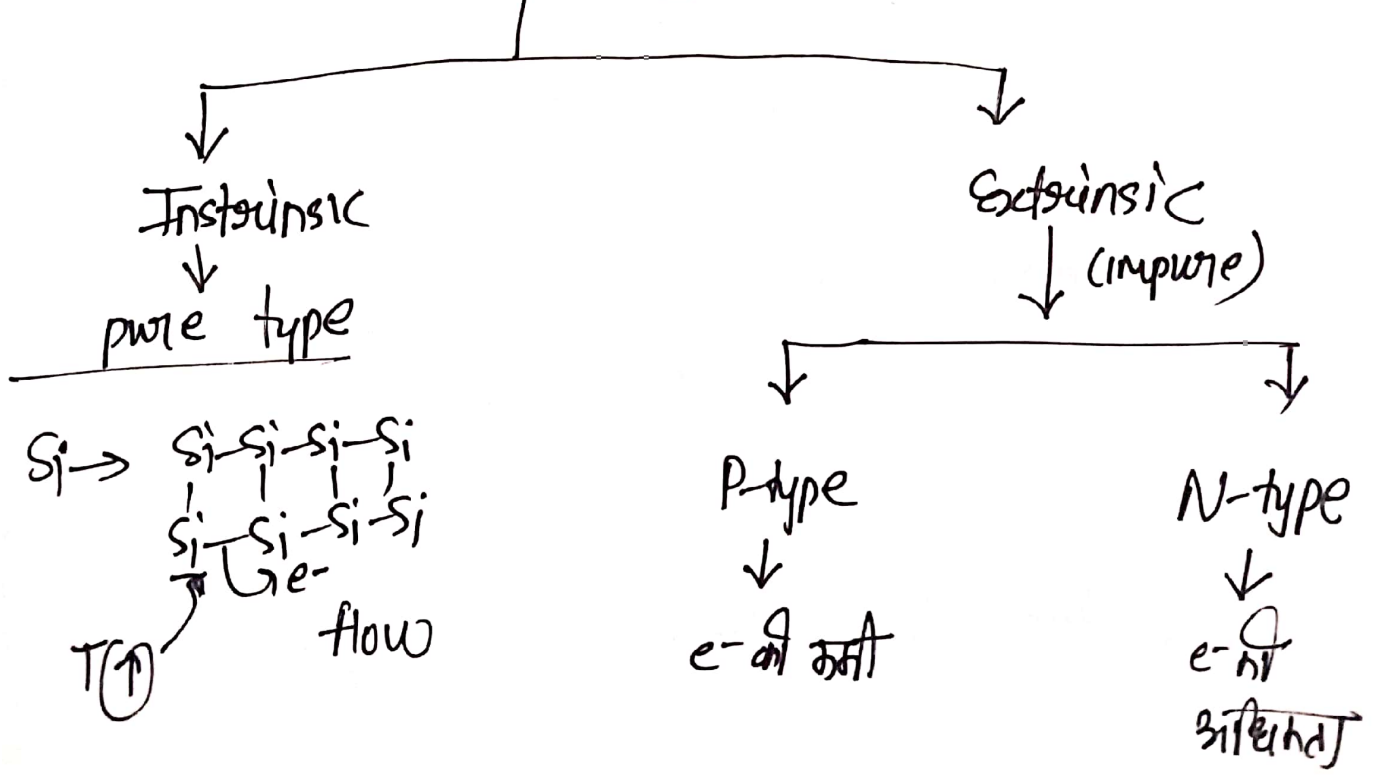 Instrinsic
Extrinsic
(impure)
pure type
Si → Si-Si-Si-Si
Si-Si-Si-Si
e-
flow
T(↑)
P-type
N-type
e- की कमी
e- की
अधिकता